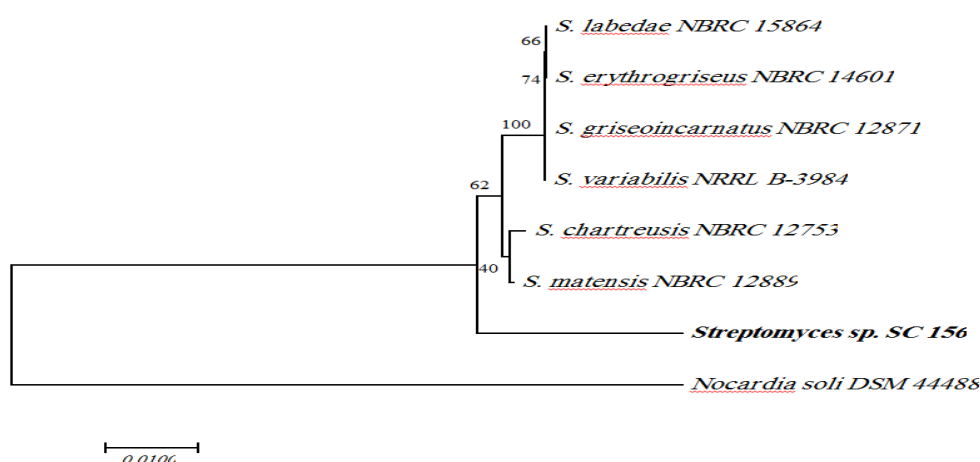 66
S. labedae NBRC 15864
74
S. erythrogriseus NBRC 14601
100
S. griseoincarnatus NBRC 12871
S. variabilis NRRL B-3984
62
S. chartreusis NBRC 12753
40
S. matensis NBRC 12889
Streptomyces sp. SC 156
Nocardia soli DSM 44488
0.0100